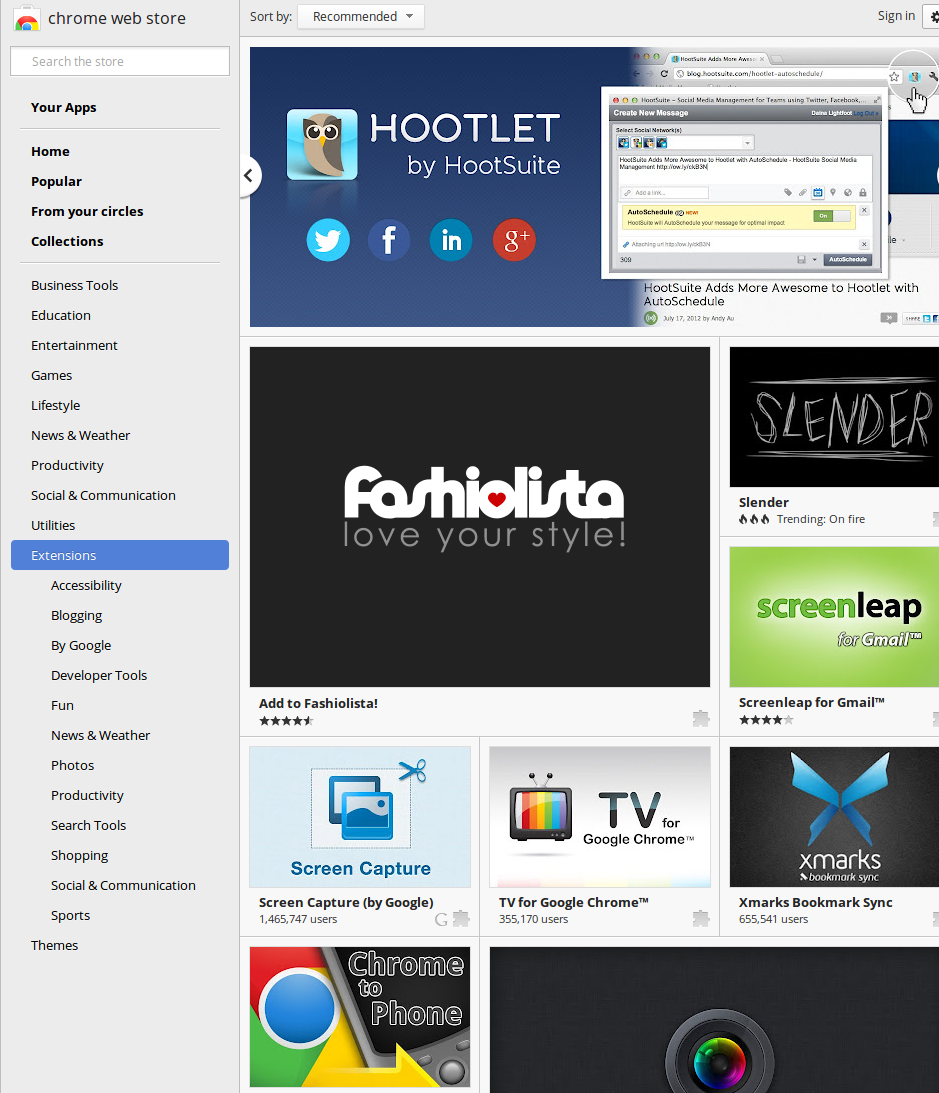 chrome web store
Search the store
Your Apps
Home
Popular
From your circles
Collections
Business Tools
Education
Entertainment
Games
Lifestyle
News & Weather
Productivity
Social & Communication
Utilities
Extensions
Accessibility
Blogging
By Google
Developer Tools
Fun
News & Weather
Photos
Productivity
Search Tools
Shopping
Social & Communication
Sports
Themes
Sort by: Recommended
Sign in
HOOTLET
by HootSuite
HootSuite Adds More Awesom
blog.hootsuite.com/hootlet-autoschedule/
HootSuite – Social Media Management for Teams using Twitter, Facebook,...
Create New Message
Daine Lightfoot Log Out
Select Social Network(s)
HootSuite Adds More Awesome to Hootlet with AutoSchedule - HootSuite Social Media
Management http://ow.ly/ckB3N
Add a link...
AutoSchedule NEW!
HootSuite will AutoSchedule your message for optimal impact
On
Attaching url http://ow.ly/ckB3N
309
AutoSchedule
HootSuite Adds More Awesome to Hootlet with
AutoSchedule
July 17, 2012 by Andy Au
SHARE
Fashiolista
love your style!
Add to Fashiolista!
SLENDER
Slender
Trending: On fire
screenleap
for Gmail™
Screenleap for Gmail™
Screen Capture
Screen Capture (by Google)
1,465,747 users
G
TV for
Google Chrome™
TV for Google Chrome™
355,170 users
xmarks
bookmark sync
Xmarks Bookmark Sync
655,541 users
Chrome
to
Phone